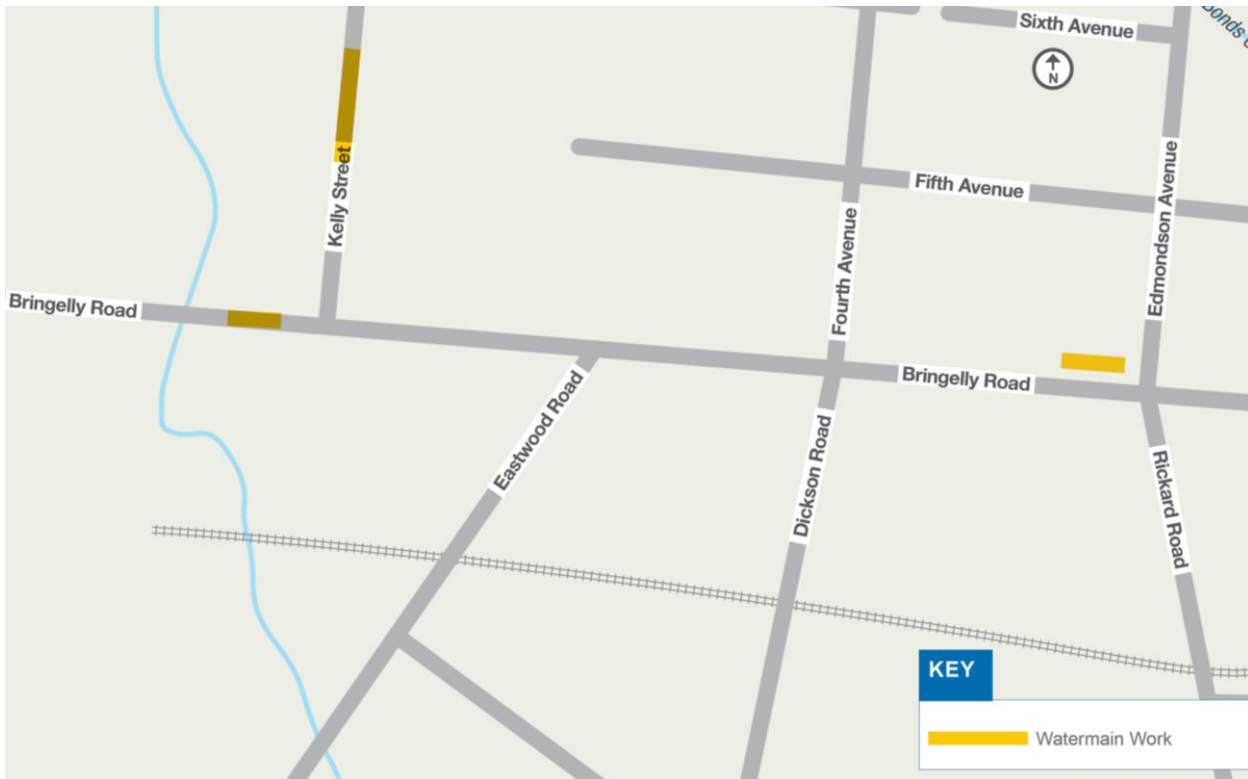 Sixth Avenue
Bonds
N
Kelly Street
Fifth Avenue
Fourth Avenue
Edmondson Avenue
Bringelly Road
Bringelly Road
Eastwood Road
Dickson Road
Rickard Road
KEY
Watermain Work